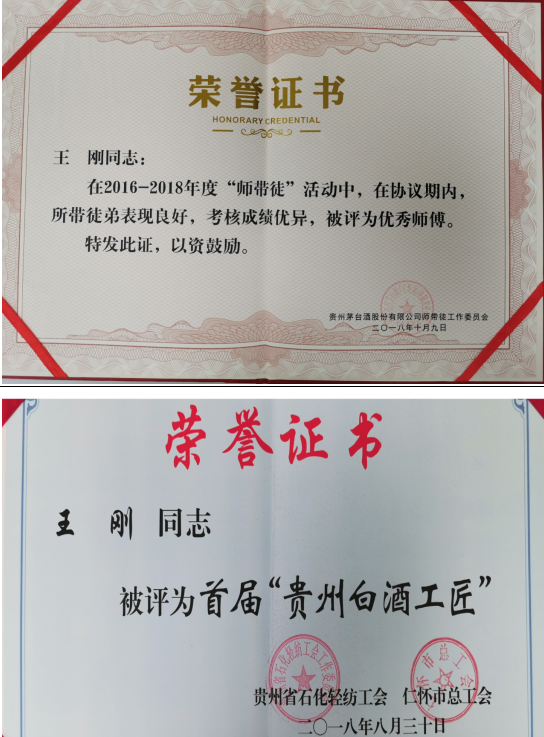 荣誉证书
HONORARY CREDENTIAL
王 刚同志：
在2016-2018年度“师带徒”活动中，在协议期内，
所带徒弟表现良好，考核成绩优异，被评为优秀师傅。
特发此证，以资鼓励。
贵州茅台酒股份有限公司师带徒工作委员会
二〇一八年十月九日
荣誉证书
王 刚 同志
被评为首届“贵州白酒工匠”
贵州省石化轻纺工会 仁怀市总工会
二〇一八年八月三十日